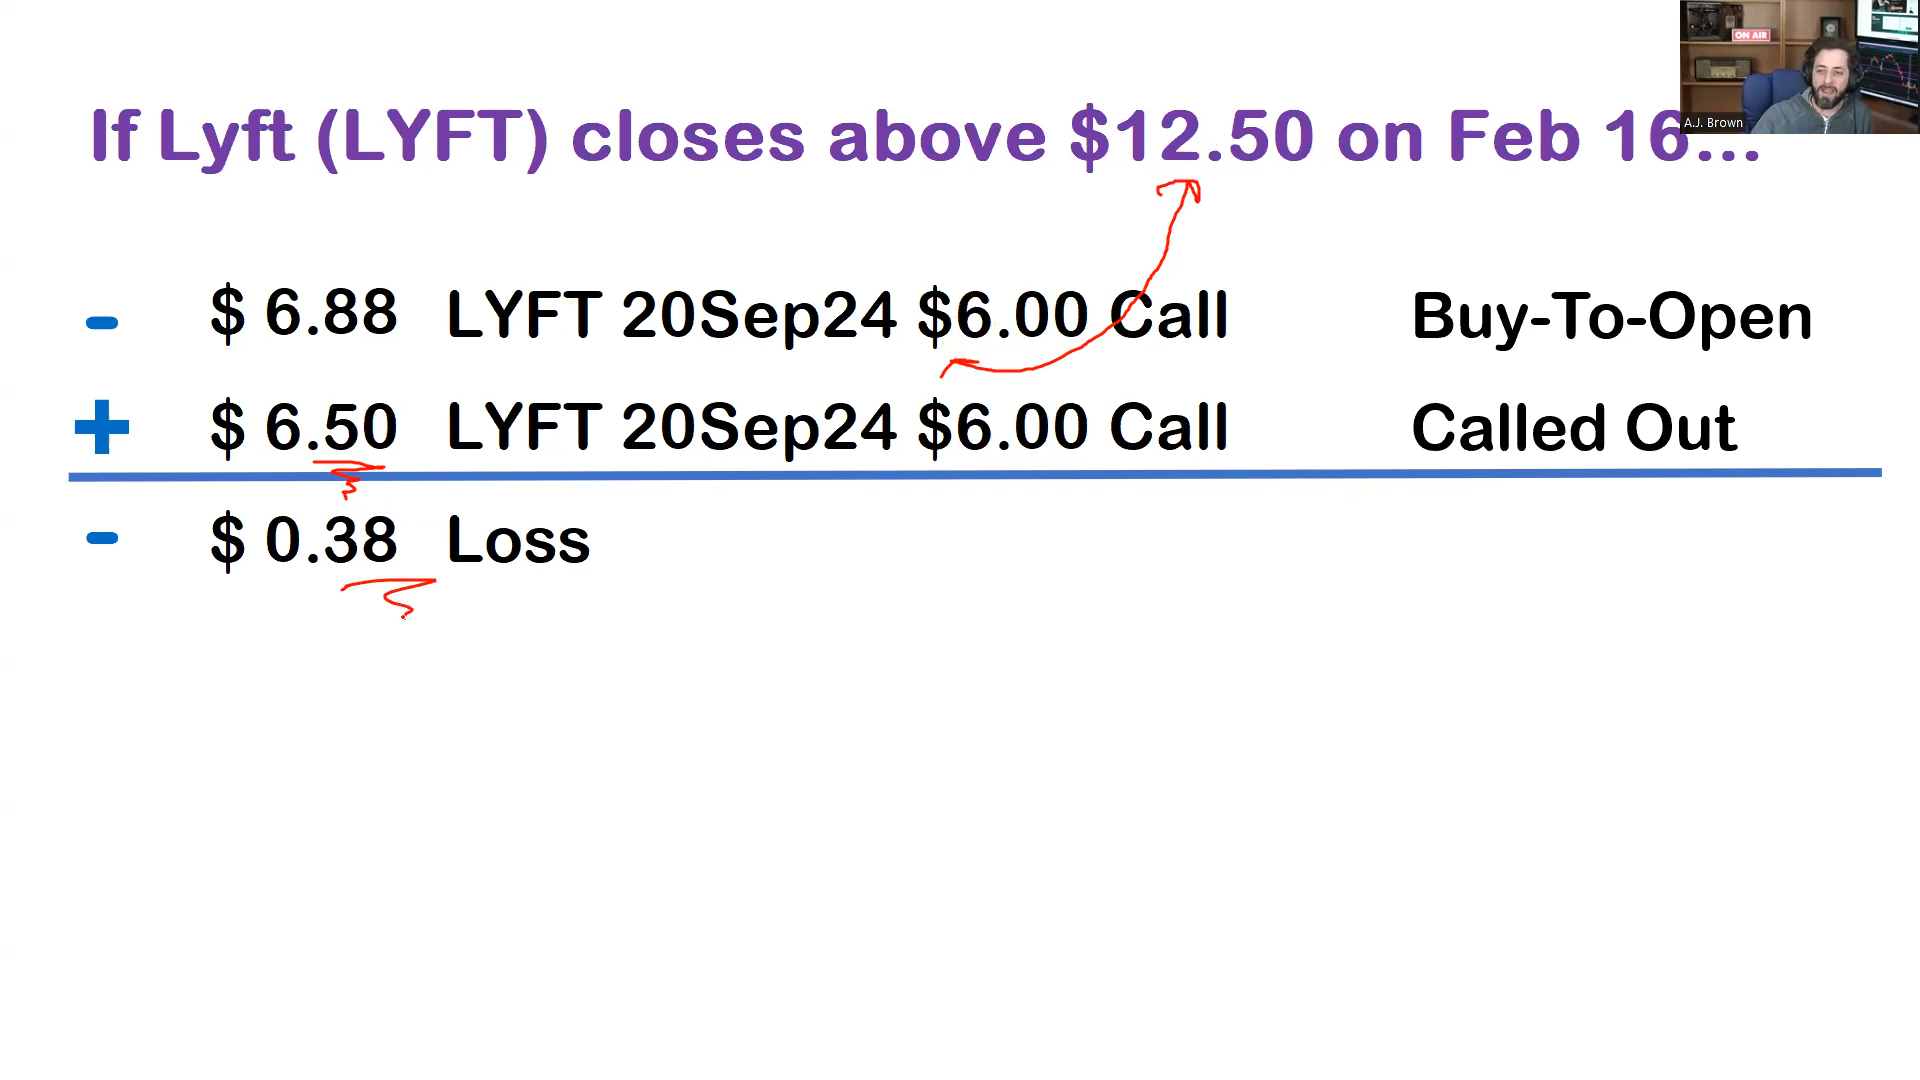 ON AIR
A.J. Brown
If Lyft (LYFT) closes above $12.50 on Feb 16...
- $ 6.88 LYFT 20Sep24 $6.00 Call Buy-To-Open
+ $ 6.50 LYFT 20Sep24 $6.00 Call Called Out
- $ 0.38 Loss